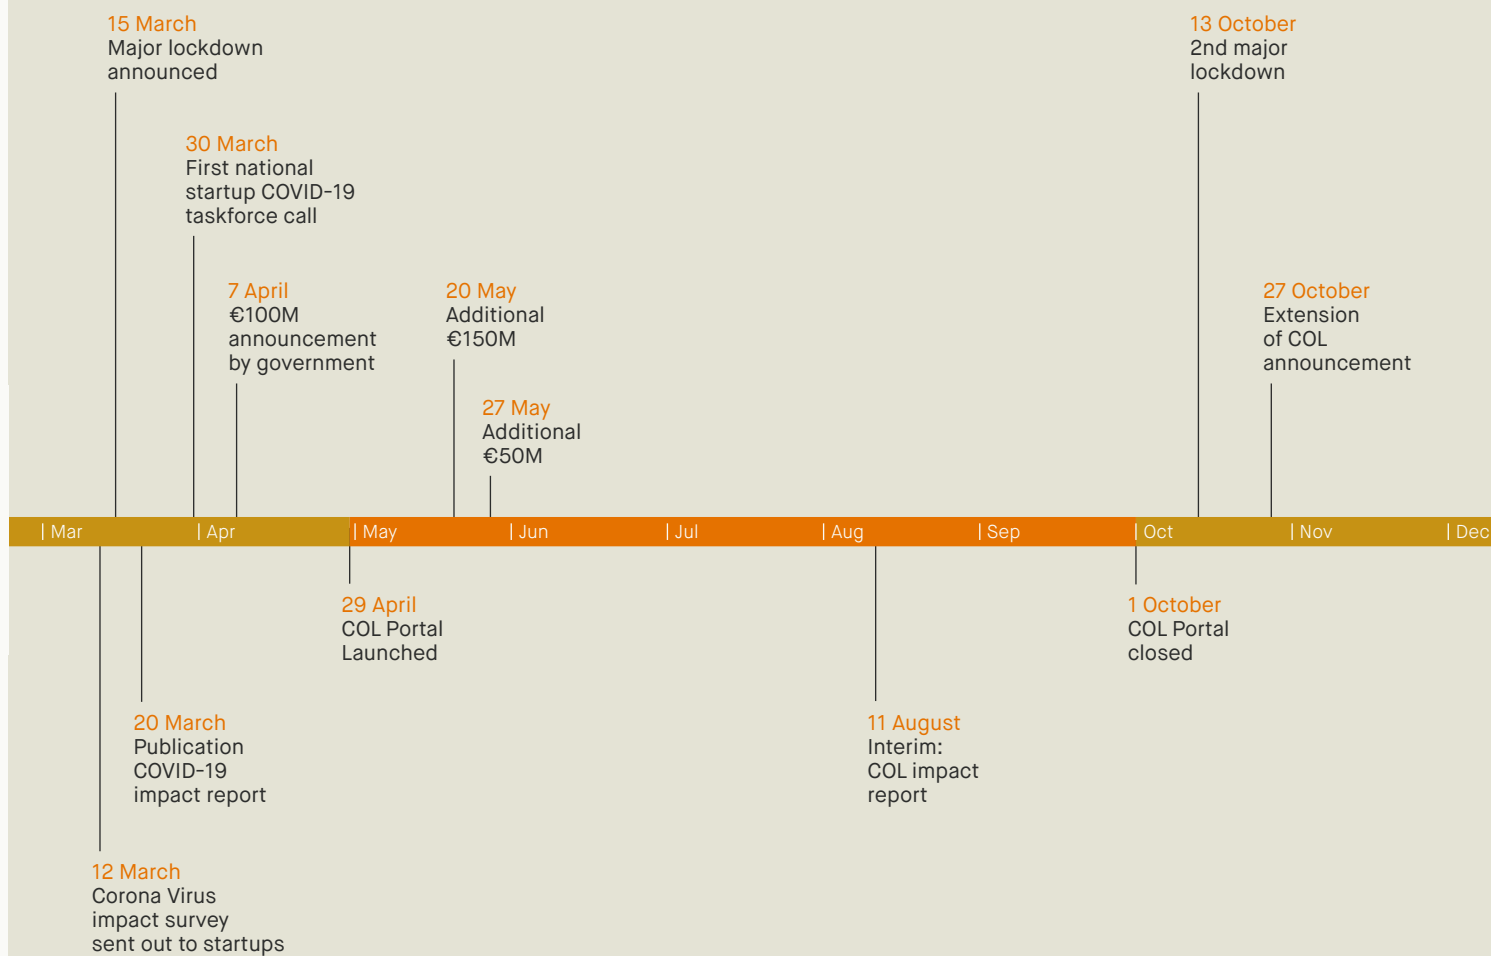 15 March
Major lockdown
announced
13 October
2nd major
lockdown
30 March
First national
startup COVID-19
taskforce call
7 April
€100M
announcement
by government
20 May
Additional
€150M
27 October
Extension
of COL
announcement
27 May
Additional
€50M
| Mar | Apr | May | Jun | Jul | Aug | Sep | Oct | Nov | Dec
29 April
COL Portal
Launched
1 October
COL Portal
closed
20 March
Publication
COVID-19
impact report
11 August
Interim:
COL impact
report
12 March
Corona Virus
impact survey
sent out to startups